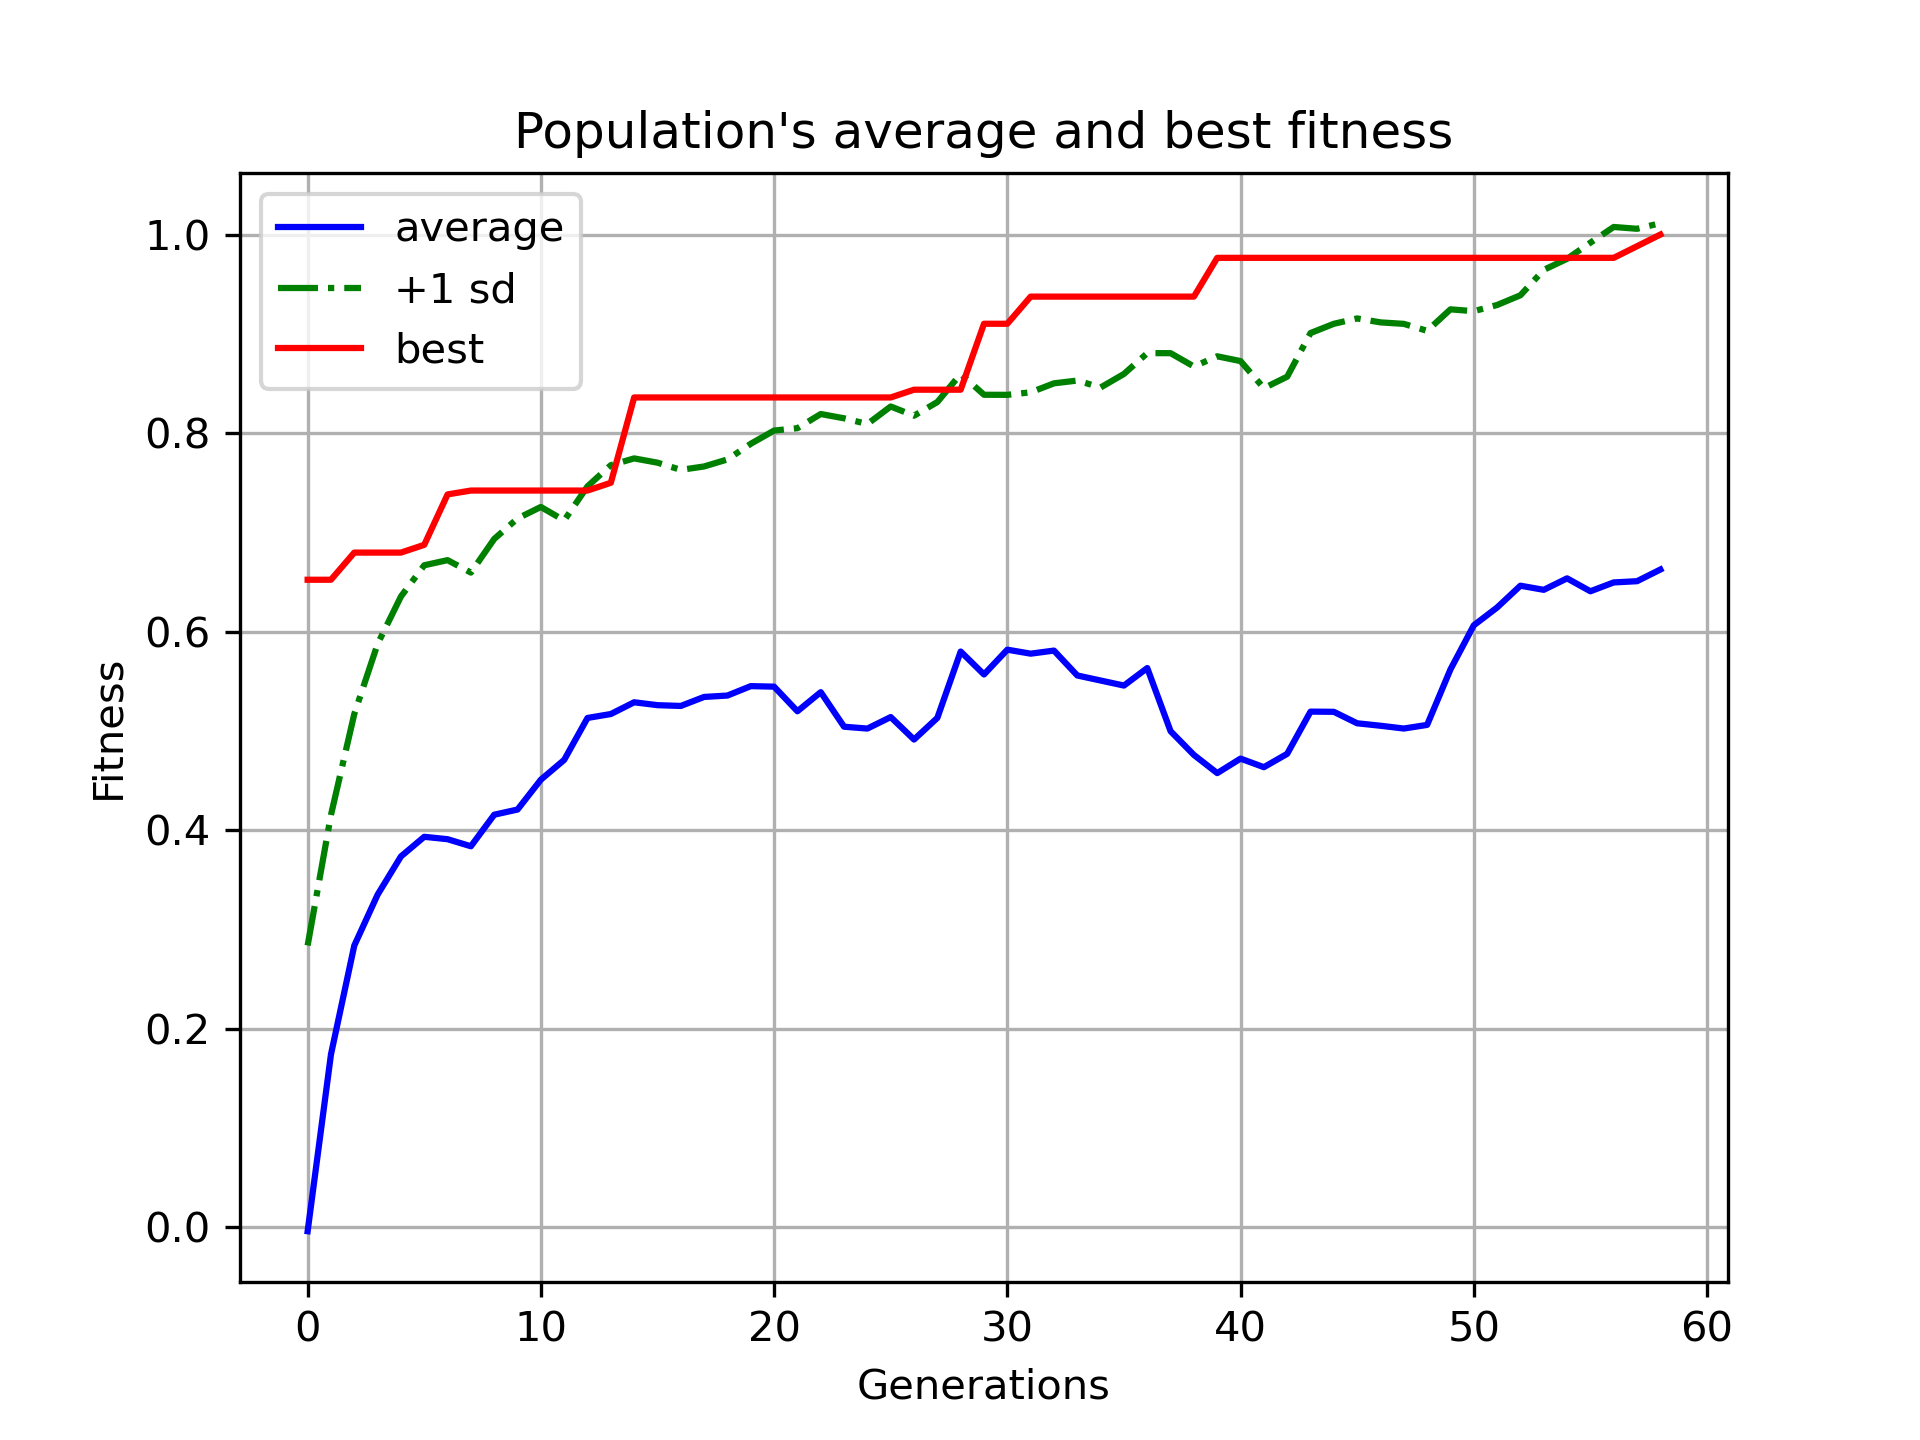 Population's average and best fitness
average
+1 sd
best
1.0
0.8
0.6
0.4
0.2
0.0
Fitness
0 10 20 30 40 50 60
Generations